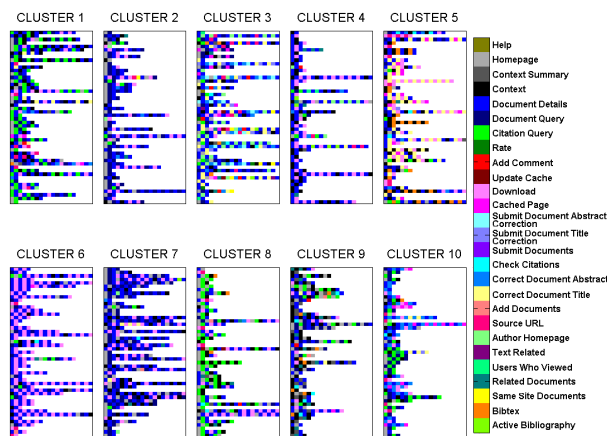 CLUSTER 1
CLUSTER 2
CLUSTER 3
CLUSTER 4
CLUSTER 5
CLUSTER 6
CLUSTER 7
CLUSTER 8
CLUSTER 9
CLUSTER 10
Help
Homepage
Context Summary
Context
Document Details
Document Query
Citation Query
Rate
Add Comment
Update Cache
Download
Cached Page
Submit Document Abstract
Correction
Submit Document Title
Correction
Submit Documents
Check Citations
Correct Document Abstract
Correct Document Title
Add Documents
Source URL
Author Homepage
Text Related
Users Who Viewed
Related Documents
Same Site Documents
Bibtex
Active Bibliography